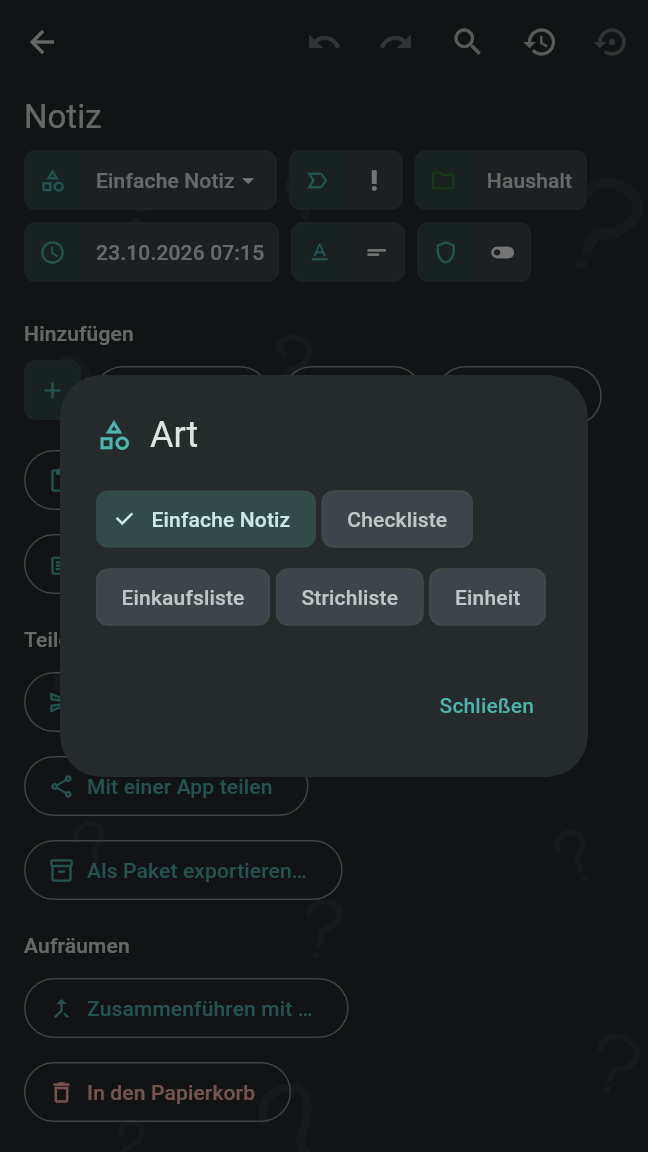 Notiz
Einfache Notiz
Haushalt
23.10.2026 07:15
Hinzufügen
Art
Einfache Notiz
Checkliste
Einkaufsliste
Strichliste
Einheit
Teil
Schließen
Mit einer App teilen
Als Paket exportieren...
Aufräumen
Zusammenführen mit ...
In den Papierkorb